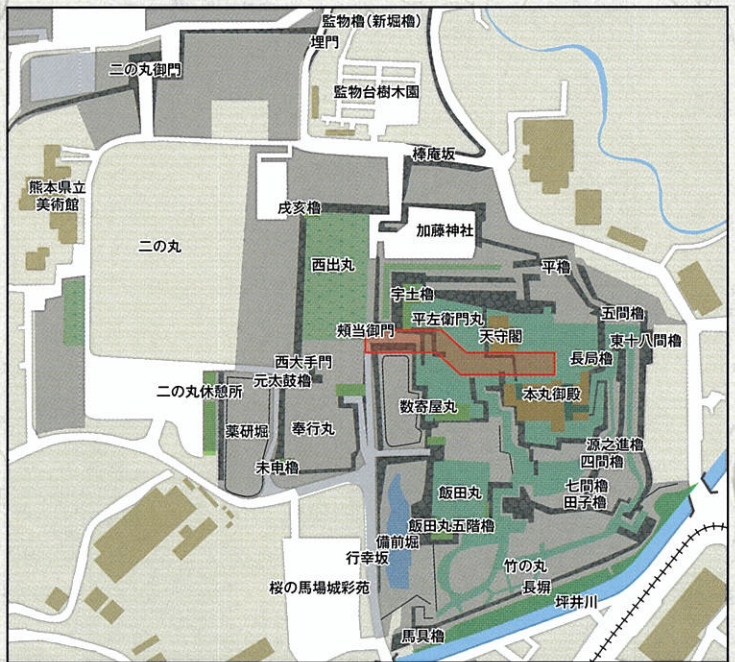 監物櫓(新堀櫓)
埋門
二の丸御門
監物台樹木園
棒庵坂
熊本県立
美術館
戌亥櫓
加藤神社
二の丸
西出丸
平櫓
宇土櫓
五間櫓
平左衛門丸
頬当御門
天守閣
東十八間櫓
西大手門
長局櫓
元太鼓櫓
二の丸休憩所
数寄屋丸
本丸御殿
薬研堀
奉行丸
源之進櫓
四間櫓
未申櫓
七間櫓
田子櫓
飯田丸
飯田丸五階櫓
備前堀
行幸坂
竹の丸
桜の馬場城彩苑
長塀
坪井川
馬具櫓